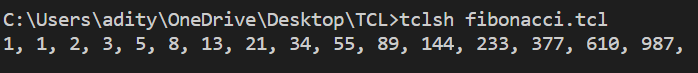 C:\Users\adity\OneDrive\Desktop\TCL>tclsh fibonacci.tcl
1, 1, 2, 3, 5, 8, 13, 21, 34, 55, 89, 144, 233, 377, 610, 987,